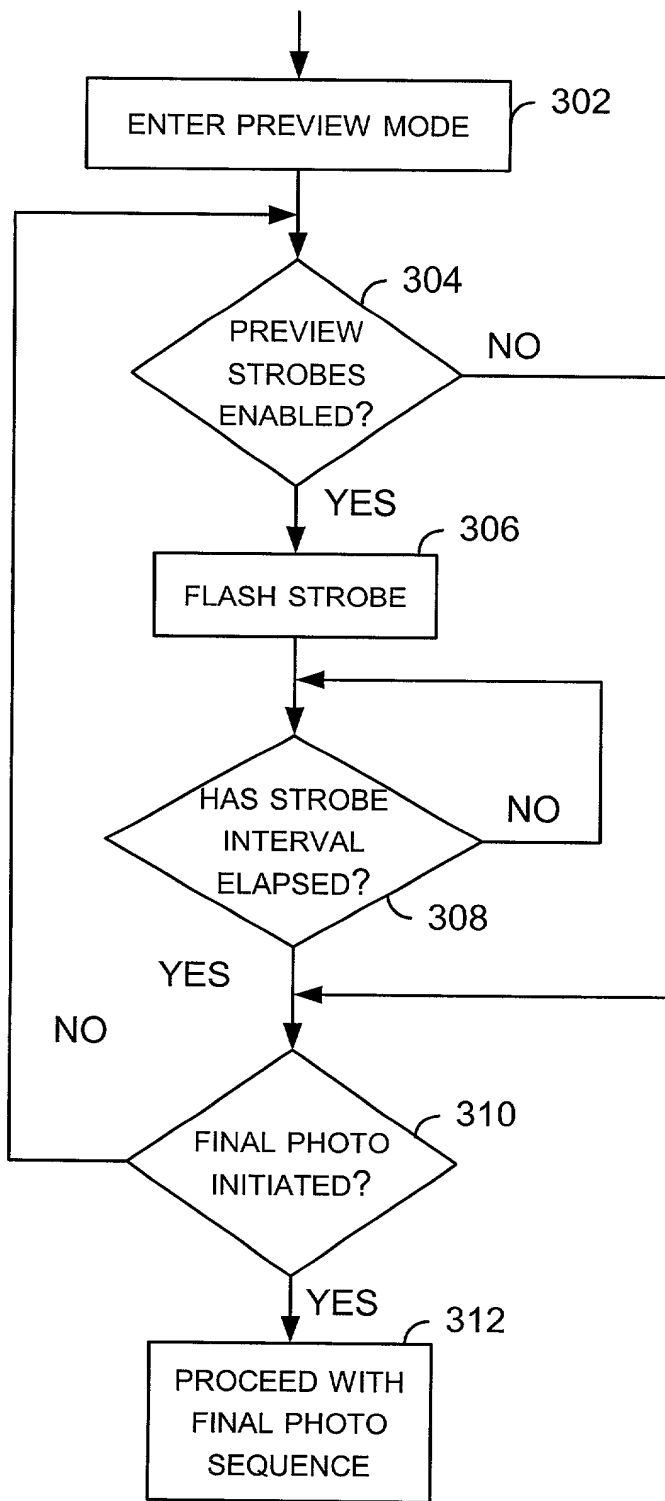 ENTER PREVIEW MODE
302
304
PREVIEW
STROBES
ENABLED?
NO
YES
306
FLASH STROBE
HAS STROBE
INTERVAL
ELAPSED?
NO
308
YES
NO
310
FINAL PHOTO
INITIATED?
YES
312
PROCEED WITH
FINAL PHOTO
SEQUENCE